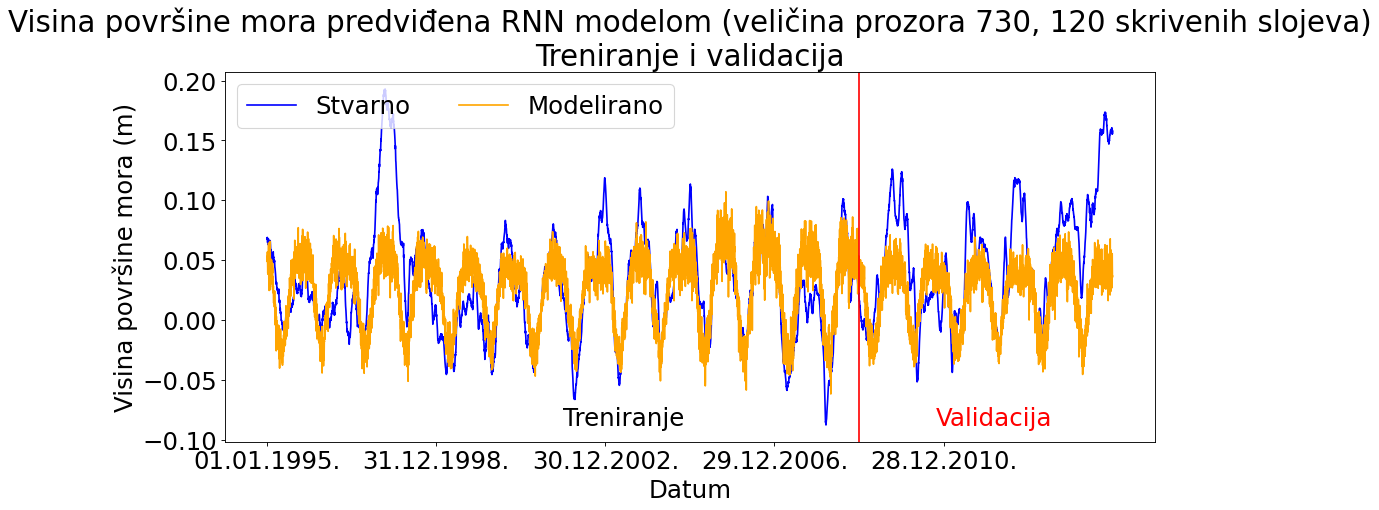 Visina površine mora predviđena RNN modelom (veličina prozora 730, 120 skrivenih slojeva)
Treniranje i validacija
Stvarno
Modelirano
Visina površine mora (m)
0.20
0.15
0.10
0.05
0.00
−0.05
−0.10
Treniranje
Validacija
01.01.1995.
31.12.1998.
30.12.2002.
29.12.2006.
28.12.2010.
Datum